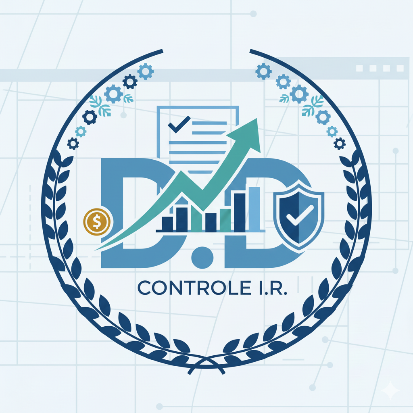 D.D
$
CONTROLE I.R.